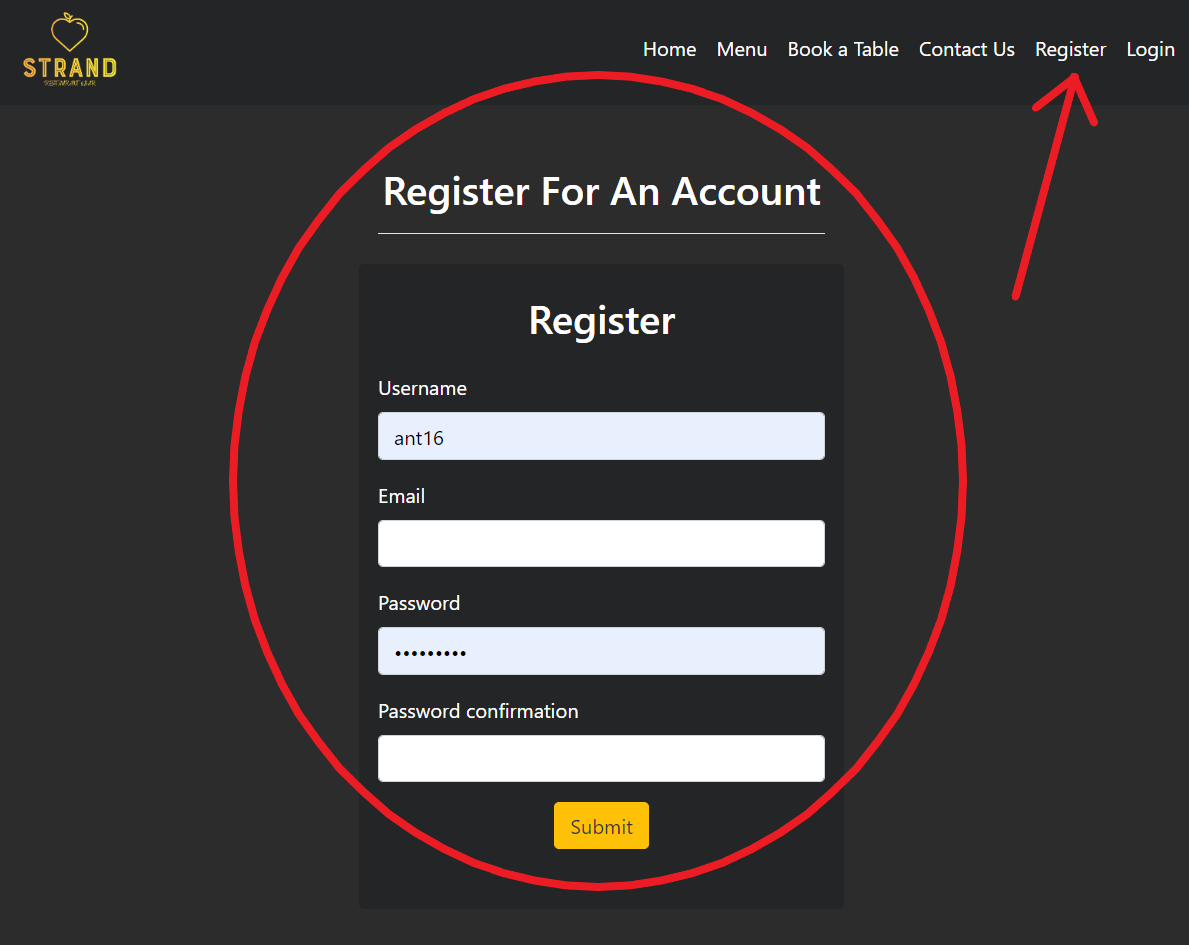 STRAND
Home Menu Book a Table Contact Us Register Login
Register For An Account
Register
Username
ant16
Email
Password
•••••••••
Password confirmation
Submit